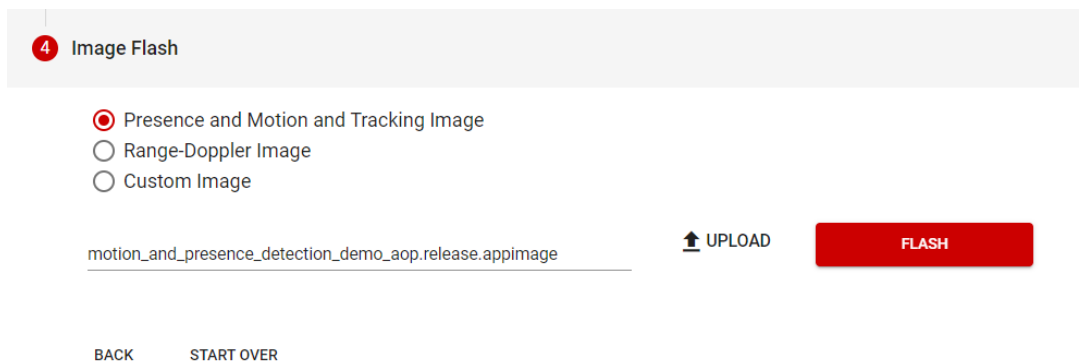 4 Image Flash
Presence and Motion and Tracking Image
Range-Doppler Image
Custom Image
motion_and_presence_detection_demo_aop.release.appimage
UPLOAD
FLASH
BACK
START OVER